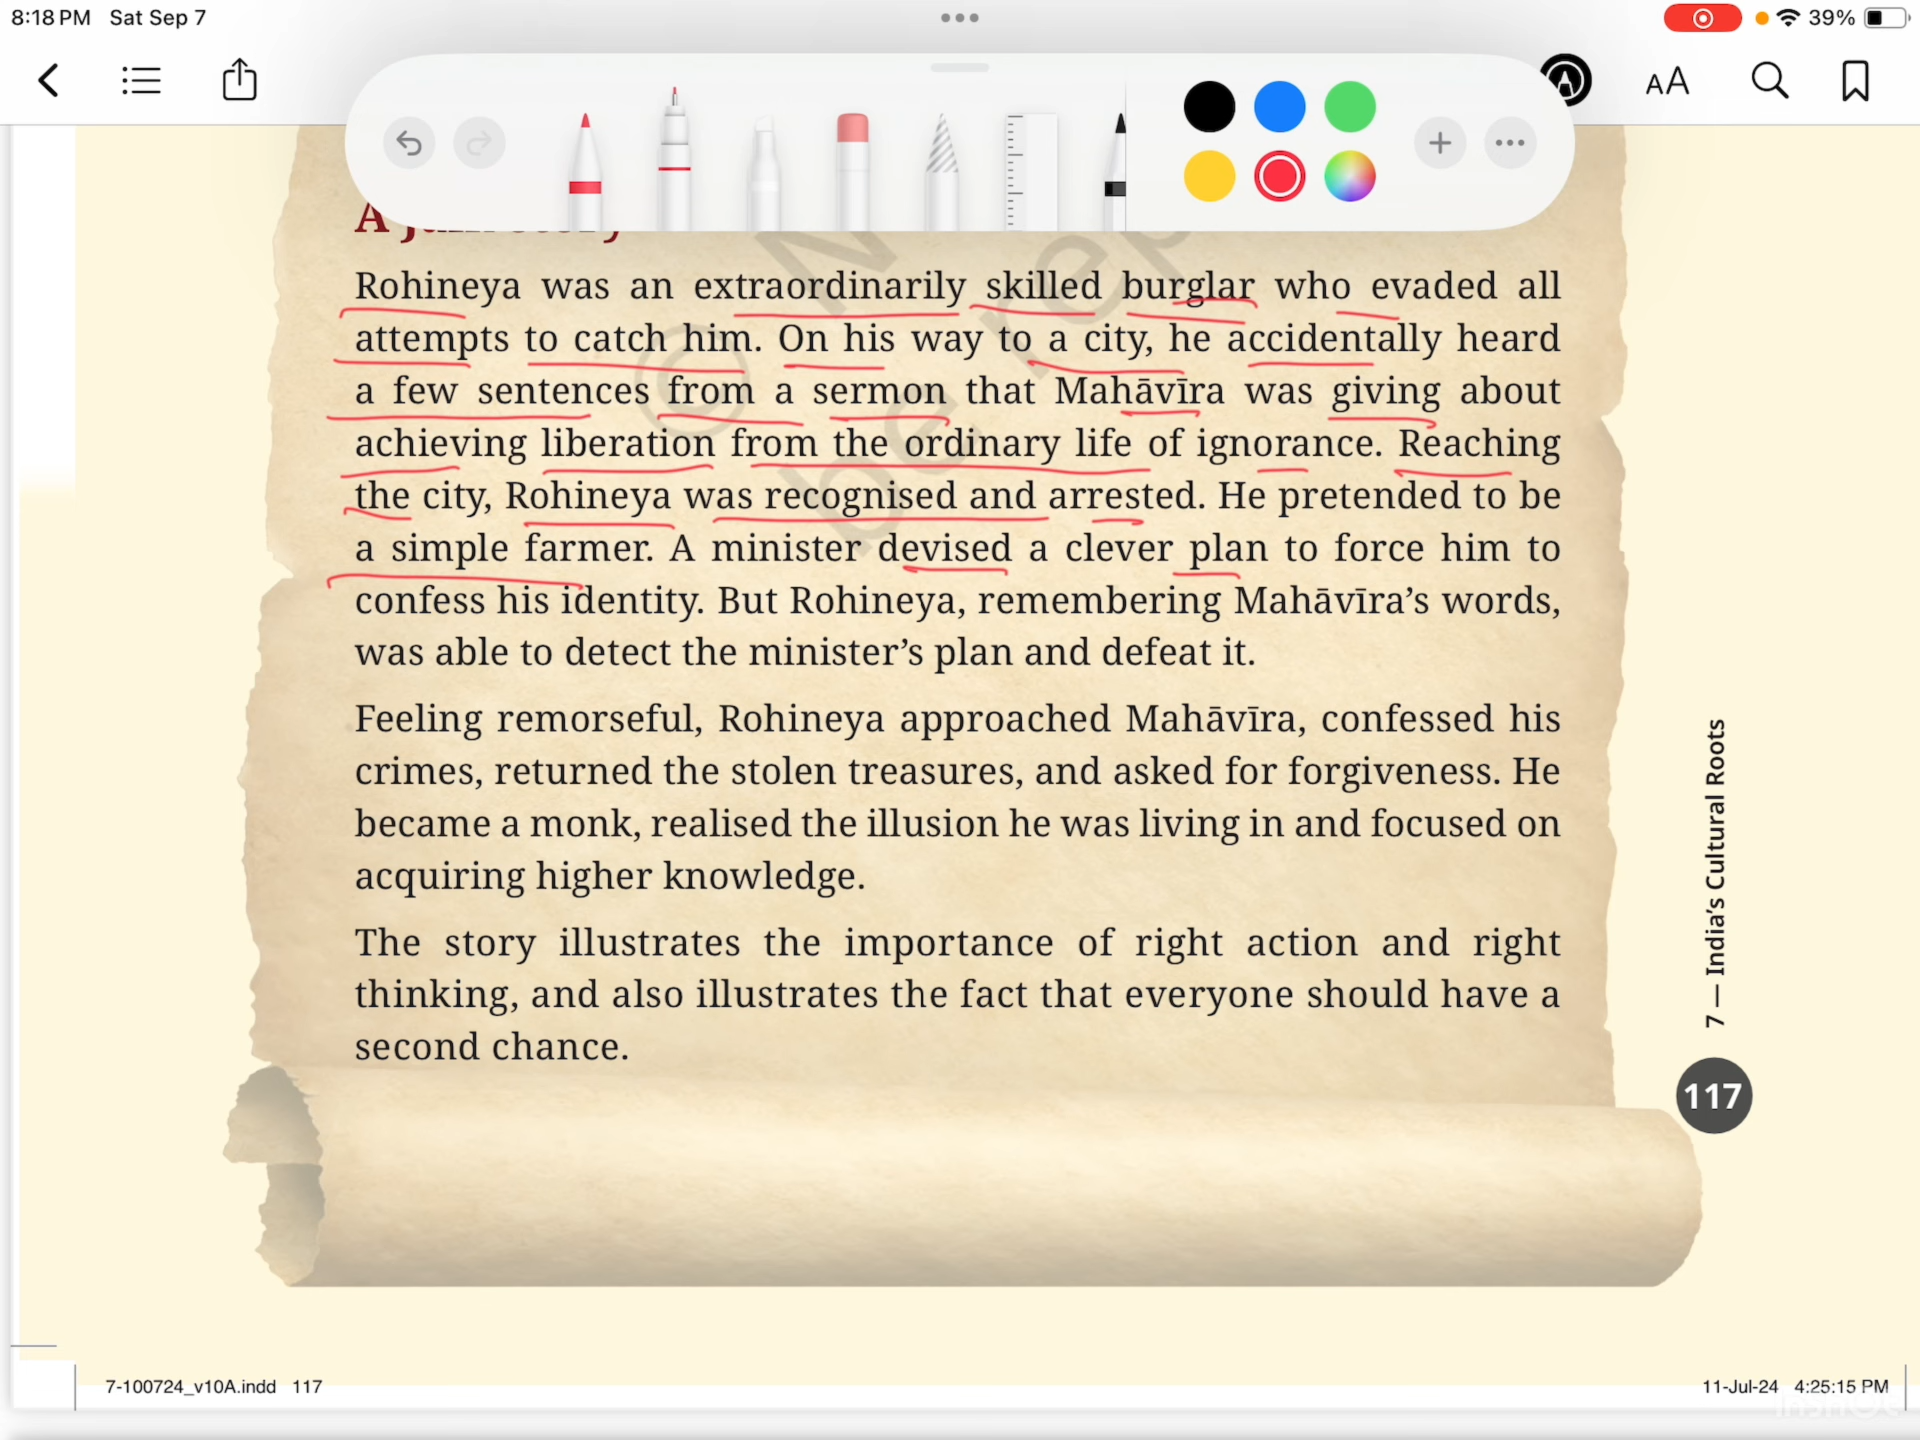 8:18 PM Sat Sep 7
39%
AA
A Jain story
Rohineya was an extraordinarily skilled burglar who evaded all
attempts to catch him. On his way to a city, he accidentally heard
a few sentences from a sermon that Mahāvīra was giving about
achieving liberation from the ordinary life of ignorance. Reaching
the city, Rohineya was recognised and arrested. He pretended to be
a simple farmer. A minister devised a clever plan to force him to
confess his identity. But Rohineya, remembering Mahāvīra’s words,
was able to detect the minister’s plan and defeat it.
Feeling remorseful, Rohineya approached Mahāvīra, confessed his
crimes, returned the stolen treasures, and asked for forgiveness. He
became a monk, realised the illusion he was living in and focused on
acquiring higher knowledge.
The story illustrates the importance of right action and right
thinking, and also illustrates the fact that everyone should have a
second chance.
7 — India’s Cultural Roots
117
7-100724_v10A.indd 117
11-Jul-24 4:25:15 PM